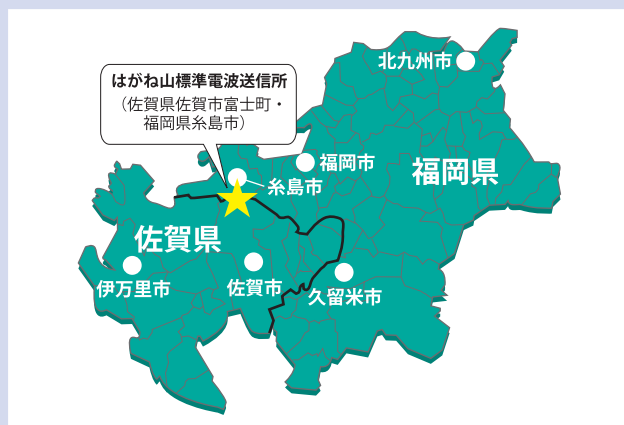 はがね山標準電波送信所
（佐賀県佐賀市富士町・
福岡県糸島市）
北九州市
福岡市
糸島市
福岡県
佐賀県
伊万里市
佐賀市
久留米市